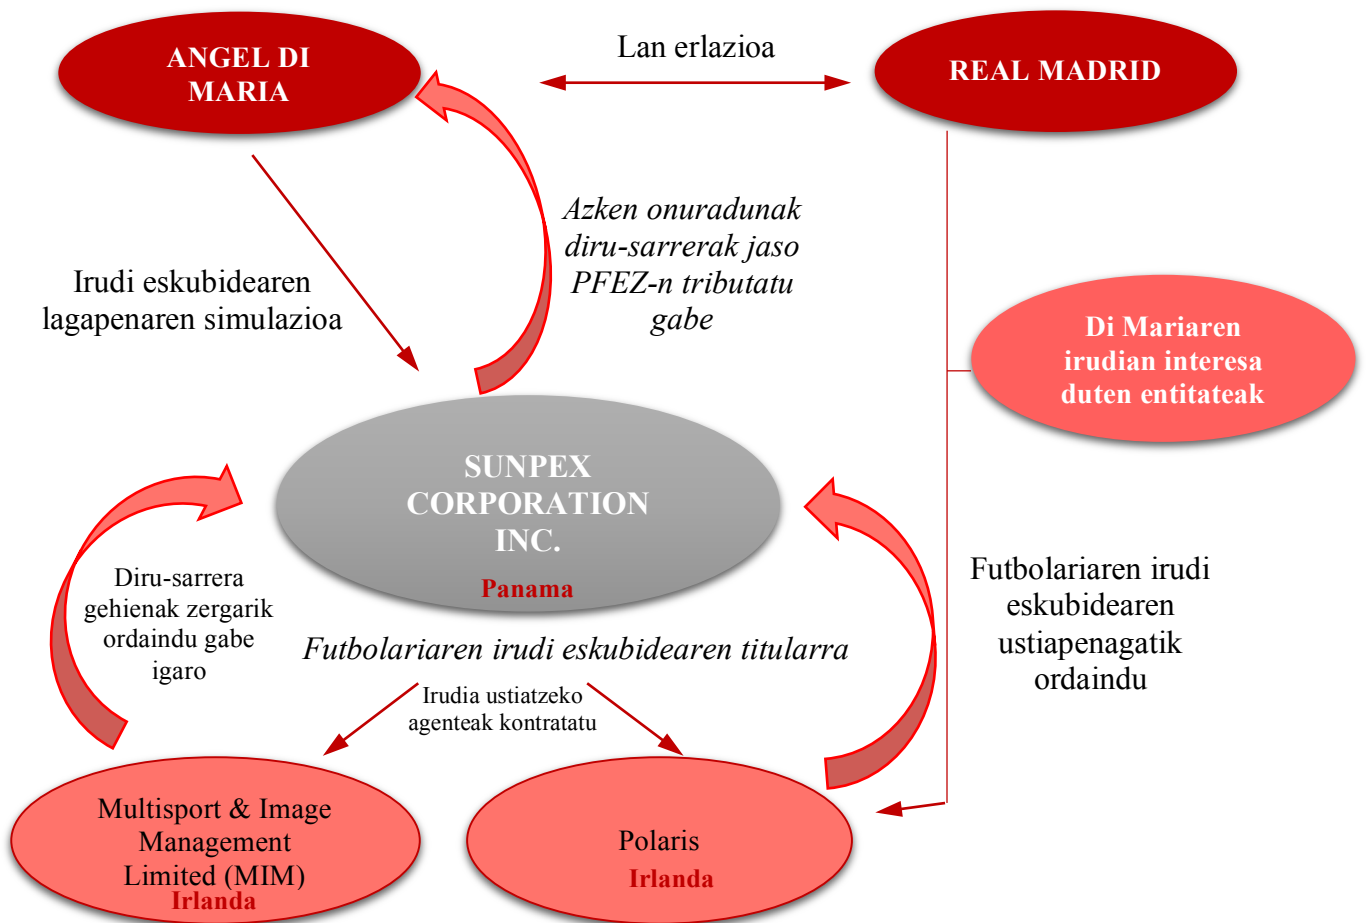 ANGEL DI
MARIA
Lan erlazioa
REAL MADRID
Azken onuradunak
diru-sarrerak jaso
PFEZ-n tributatu
gabe
Irudi eskubidearen
lagapenaren simulazioa
Di Mariaren
irudian interesa
duten entitateak
SUNPEX
CORPORATION
INC.
Panama
Diru-sarrera
gehienak zergarik
ordaindu gabe
igaro
Futbolariaren irudi
eskubidearen
ustiapenagatik
ordaindu
Futbolariaren irudi eskubidearen titularra
Irudia ustiatzeko
agenteak kontratatu
Multisport & Image
Management
Limited (MIM)
Irlanda
Polaris
Irlanda